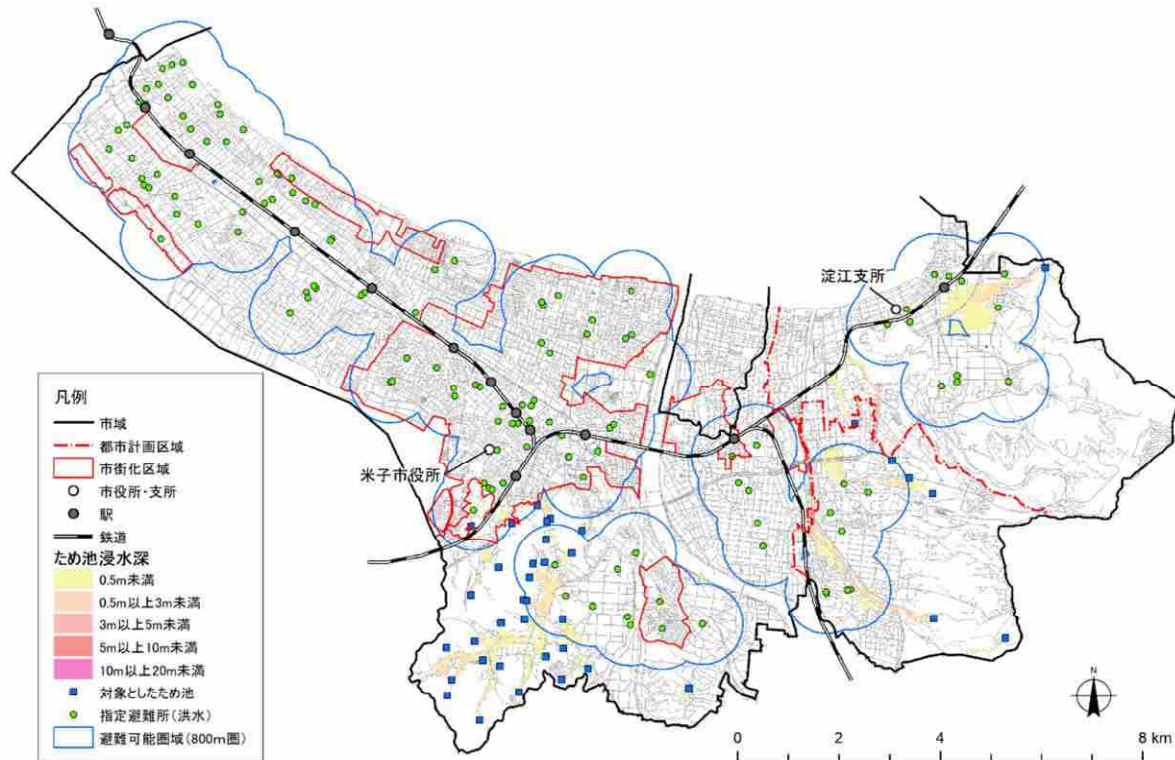 淀江支所
米子市役所
凡例
市域
都市計画区域
市街化区域
市役所・支所
駅
鉄道
ため池浸水深
0.5m未満
0.5m以上3m未満
3m以上5m未満
5m以上10m未満
10m以上20m未満
対象としたため池
指定避難所(洪水)
避難可能圏域(800m圏)
N
0 2 4 8 km